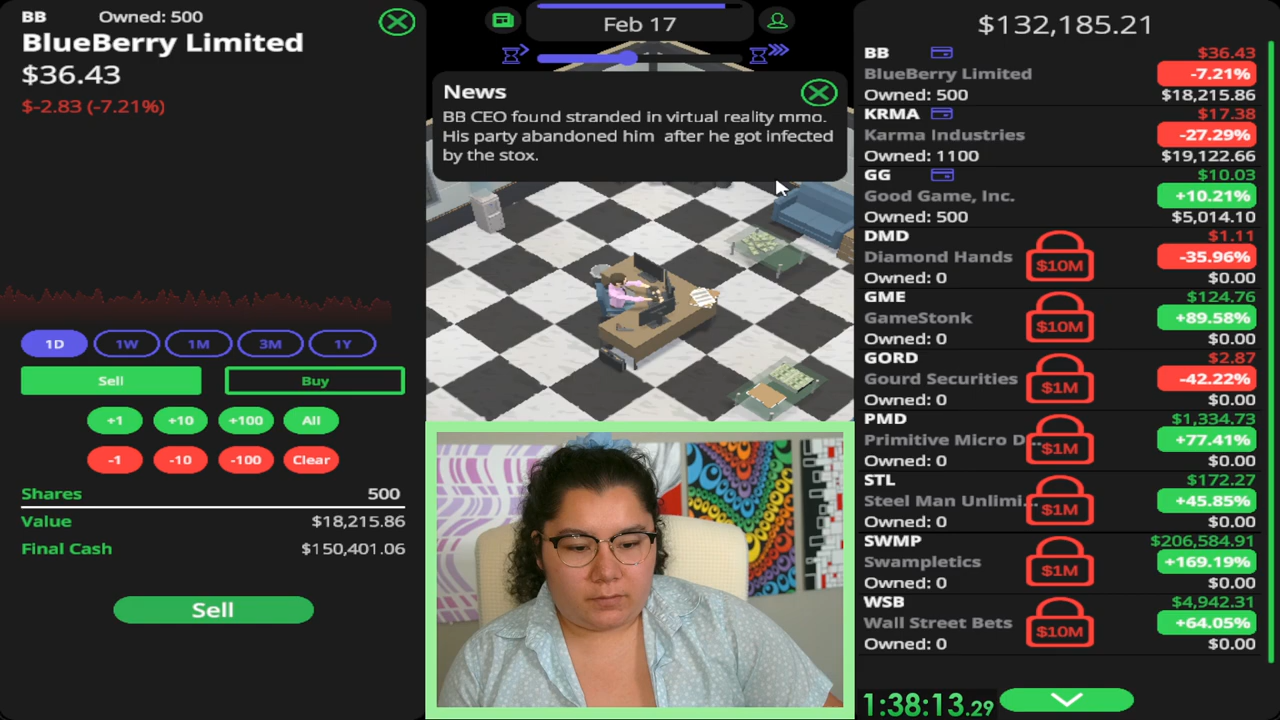 BB Owned: 500
BlueBerry Limited
$36.43
$-2.83 (-7.21%)
1D 1W 1M 3M 1Y
Sell Buy
+1 +10 +100 All
-1 -10 -100 Clear
Shares 500
Value $18,215.86
Final Cash $150,401.06
Sell
Feb 17
News
BB CEO found stranded in virtual reality mmo.
His party abandoned him after he got infected
by the stox.
$132,185.21
BB $36.43
BlueBerry Limited -7.21%
Owned: 500 $18,215.86
KRMA $17.38
Karma Industries -27.29%
Owned: 1100 $19,122.66
GG $10.03
Good Game, Inc. +10.21%
Owned: 500 $5,014.10
DMD $1.11
Diamond Hands $10M -35.96%
Owned: 0 $0.00
GME $124.76
GameStonk $10M +89.58%
Owned: 0 $0.00
GORD $2.87
Gourd Securities $1M -42.22%
Owned: 0 $0.00
PMD $1,334.73
Primitive Micro D... $1M +77.41%
Owned: 0 $0.00
STL $172.27
Steel Man Unlimi... $1M +45.85%
Owned: 0 $0.00
SWMP $206,584.91
Swampletics $1M +169.19%
Owned: 0 $0.00
WSB $4,942.31
Wall Street Bets $10M +64.05%
Owned: 0 $0.00
1:38:13.29